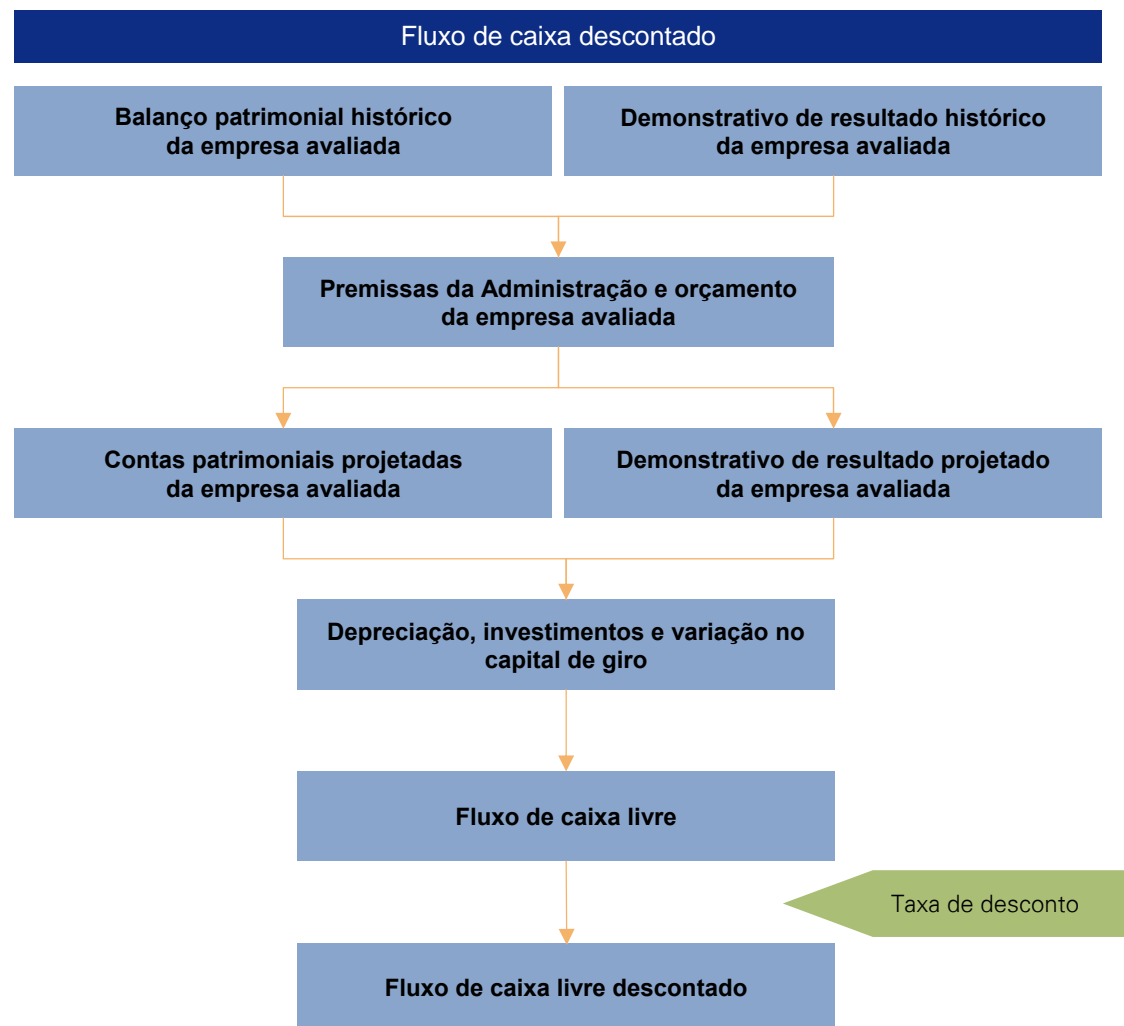 Fluxo de caixa descontado
Balanço patrimonial histórico
da empresa avaliada
Demonstrativo de resultado histórico
da empresa avaliada
Premissas da Administração e orçamento
da empresa avaliada
Contas patrimoniais projetadas
da empresa avaliada
Demonstrativo de resultado projetado
da empresa avaliada
Depreciação, investimentos e variação no
capital de giro
Fluxo de caixa livre
Taxa de desconto
Fluxo de caixa livre descontado